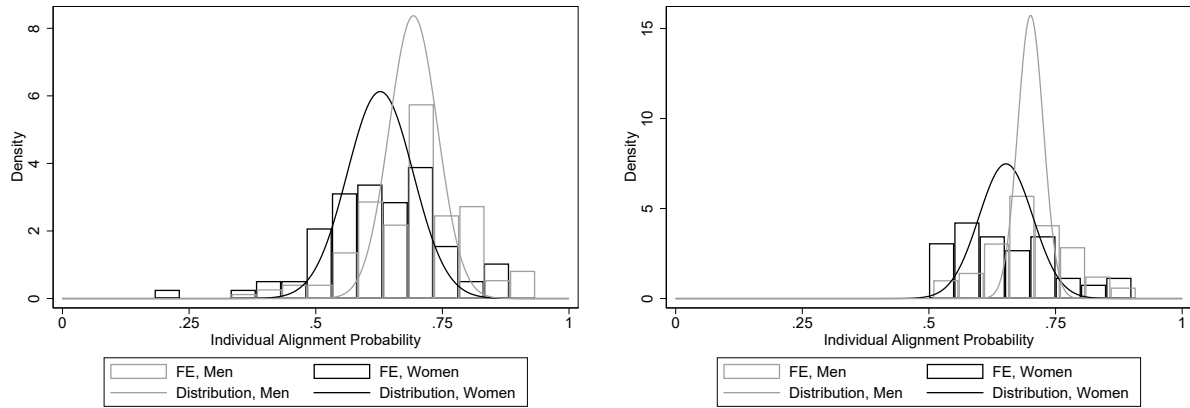 8
6
4
2
0
Density
0 .25 .5 .75 1
Individual Alignment Probability
FE, Men FE, Women
Distribution, Men Distribution, Women
15
10
5
0
Density
0 .25 .5 .75 1
Individual Alignment Probability
FE, Men FE, Women
Distribution, Men Distribution, Women